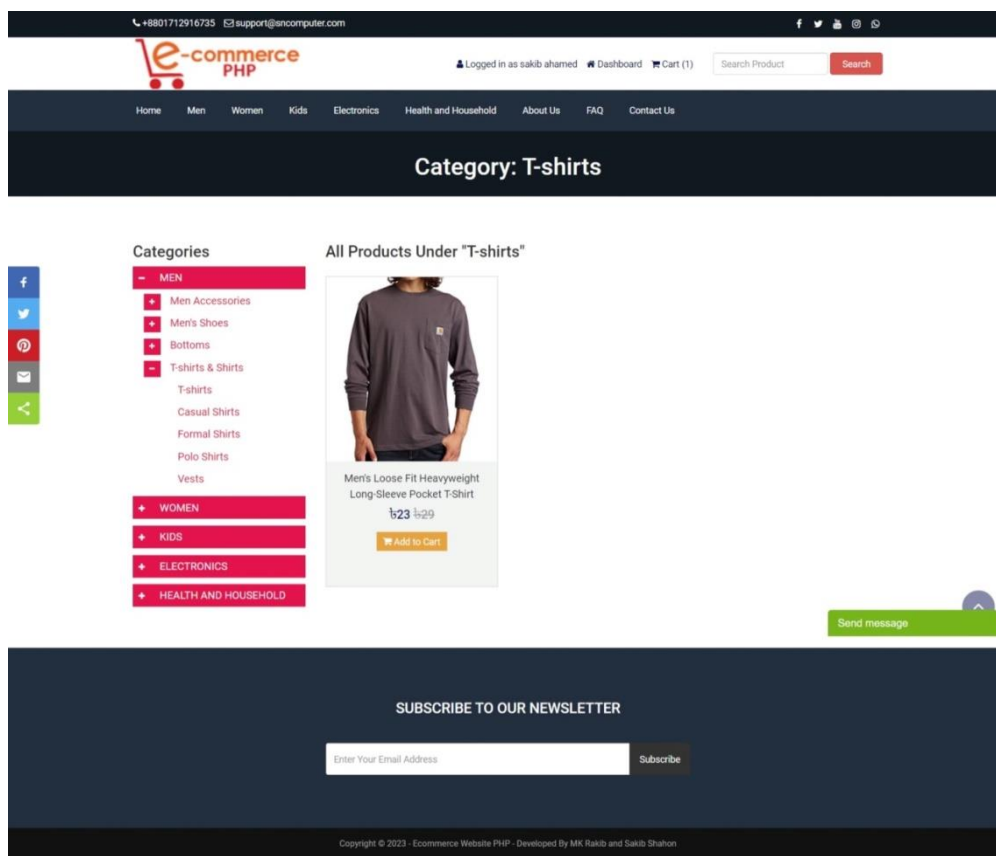 +8801712916735 support@sncomputer.com
e-commerce
PHP
Logged in as sakib ahamed Dashboard Cart (1) Search Product Search
Home Men Women Kids Electronics Health and Household About Us FAQ Contact Us
Category: T-shirts
Categories
MEN
Men Accessories
Men's Shoes
Bottoms
T-shirts & Shirts
T-shirts
Casual Shirts
Formal Shirts
Polo Shirts
Vests
WOMEN
KIDS
ELECTRONICS
HEALTH AND HOUSEHOLD
All Products Under "T-shirts"
Men's Loose Fit Heavyweight
Long-Sleeve Pocket T-Shirt
৳23 ৳29
Add to Cart
Send message
SUBSCRIBE TO OUR NEWSLETTER
Enter Your Email Address Subscribe
Copyright © 2023 - Ecommerce Website PHP - Developed By MK Rakib and Sakib Shahon